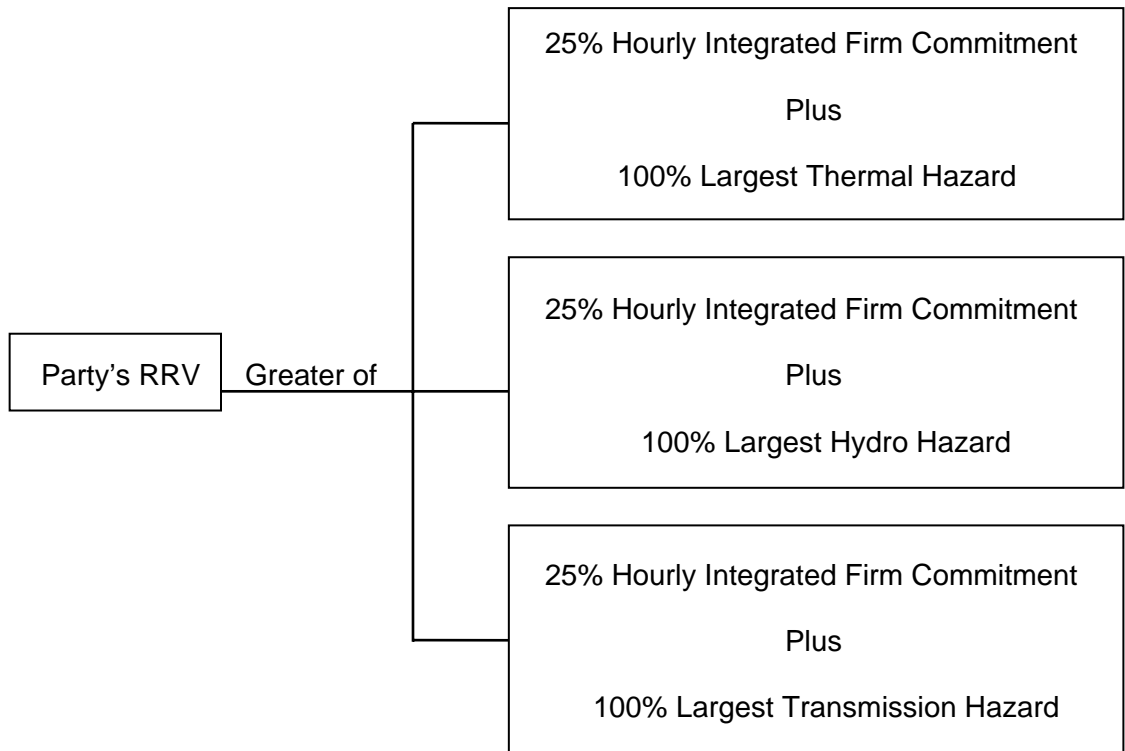 25% Hourly Integrated Firm Commitment
Plus
100% Largest Thermal Hazard
25% Hourly Integrated Firm Commitment
Party's RRV
Greater of
Plus
100% Largest Hydro Hazard
25% Hourly Integrated Firm Commitment
Plus
100% Largest Transmission Hazard